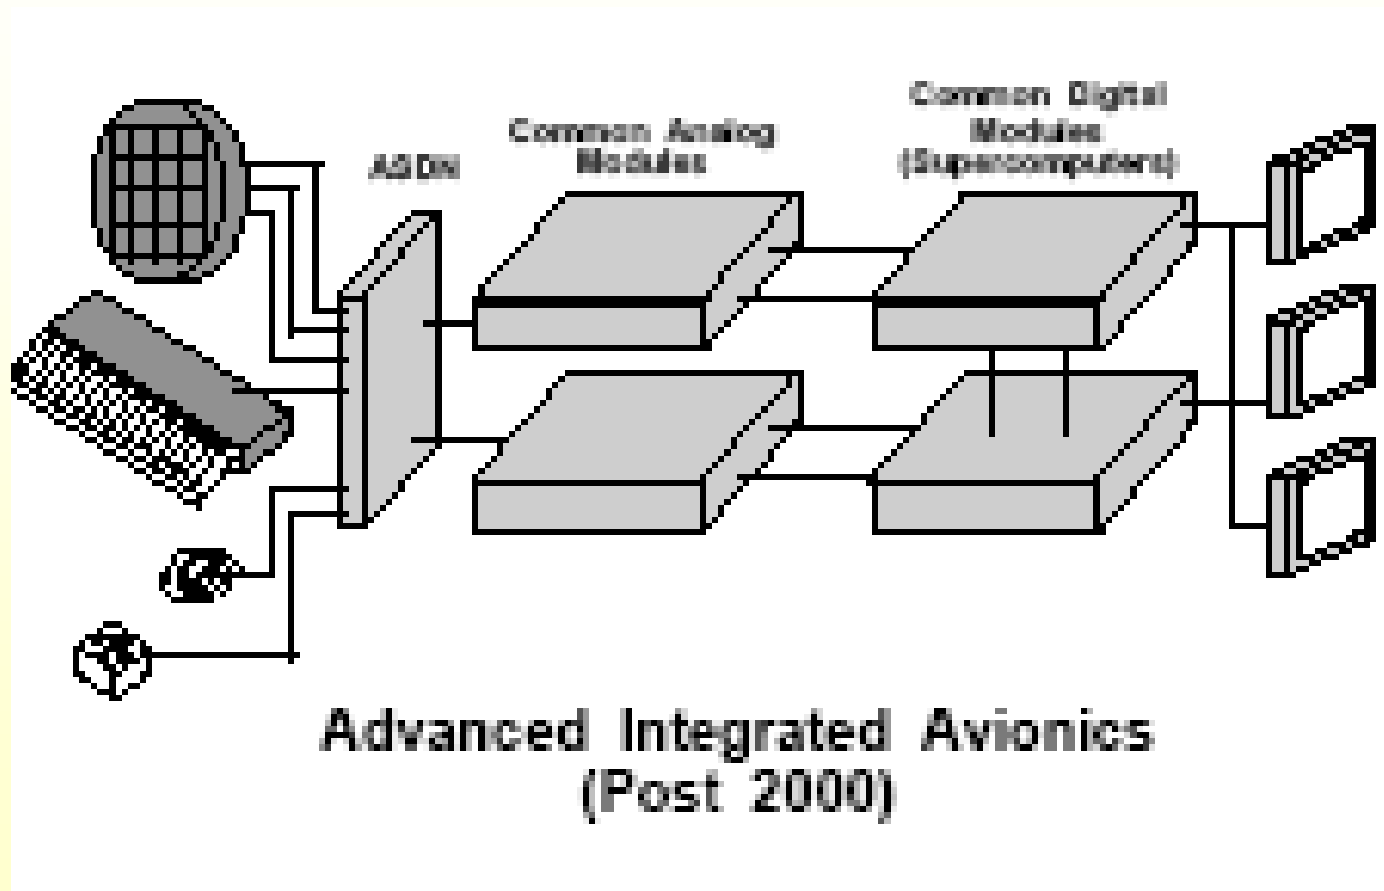 Common Digital
Modules
(Supercomputers)
Common Analog
Modules
ASDN
Advanced Integrated Avionics
(Post 2000)